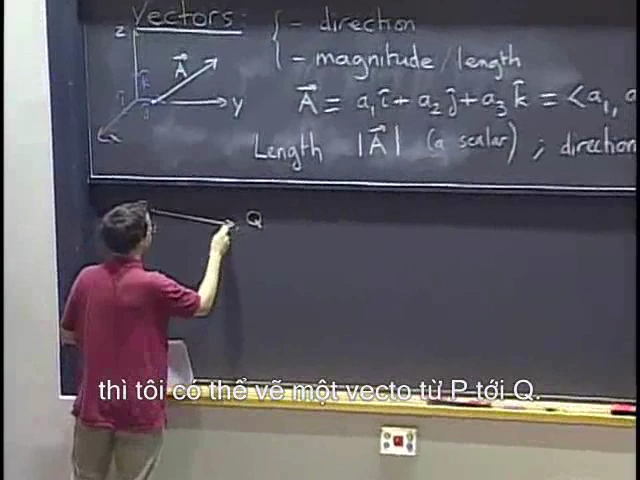 Vectors: { - direction
- magnitude/length
z
A⃗
y
x
A⃗ = a₁ î + a₂ ĵ + a₃ k̂ = <a₁,
Length |A⃗| (a scalar) ; direction
Q
thì tôi có thể vẽ một vecto từ P tới Q.